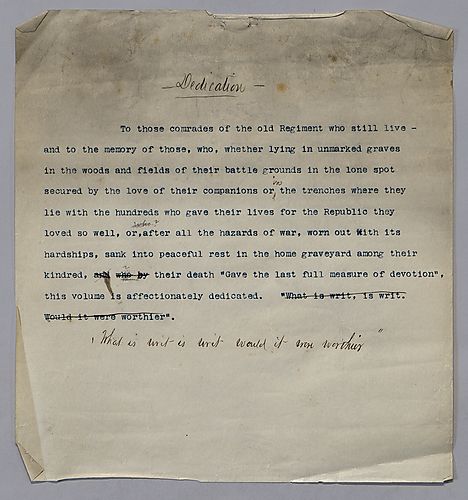 — Dedication —
To those comrades of the old Regiment who still live -
and to the memory of those, who, whether lying in unmarked graves
in the woods and fields of their battle grounds in the lone spot
secured by the love of their companions or the trenches where they
lie with the hundreds who gave their lives for the Republic they
loved so well, or, after all the hazards of war, worn out with its
hardships, sank into peaceful rest in the home graveyard among their
kindred, and who by their death "Gave the last full measure of devotion",
this volume is affectionately dedicated. "What is writ, is writ.
Would it were worthier".
"What is writ is writ would it were worthier"